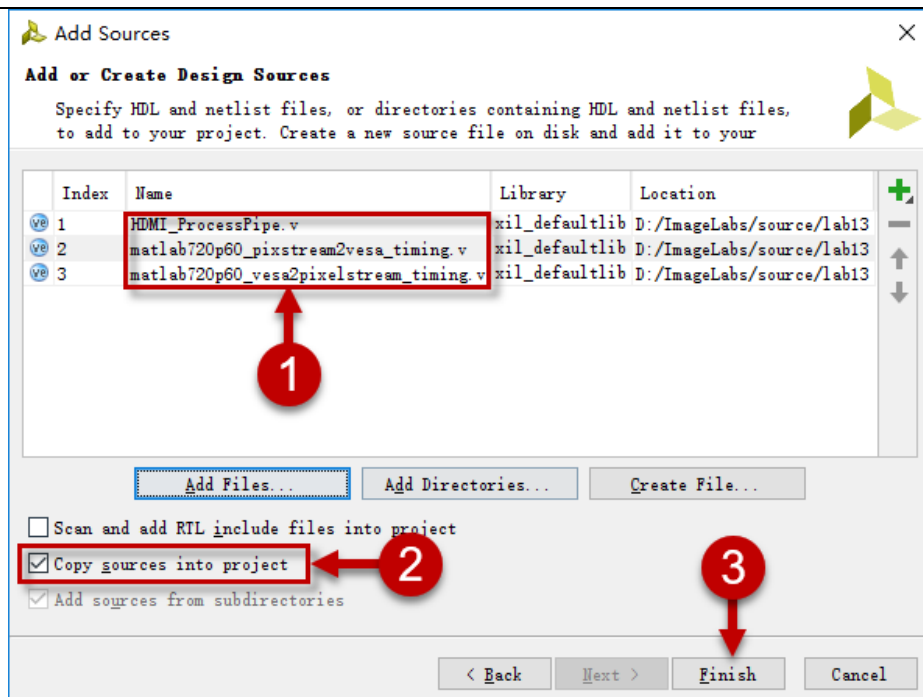 Add Sources
Add or Create Design Sources
Specify HDL and netlist files, or directories containing HDL and netlist files,
to add to your project. Create a new source file on disk and add it to your
Index Name Library Location
1 HDMI_ProcessPipe.v xil_defaultlib D:/ImageLabs/source/lab13
2 matlab720p60_pixstream2vesa_timing.v xil_defaultlib D:/ImageLabs/source/lab13
3 matlab720p60_vesa2pixelstream_timing.v xil_defaultlib D:/ImageLabs/source/lab13
1
Add Files... Add Directories... Create File...
Scan and add RTL include files into project
Copy sources into project
2
3
Add sources from subdirectories
< Back Next > Finish Cancel